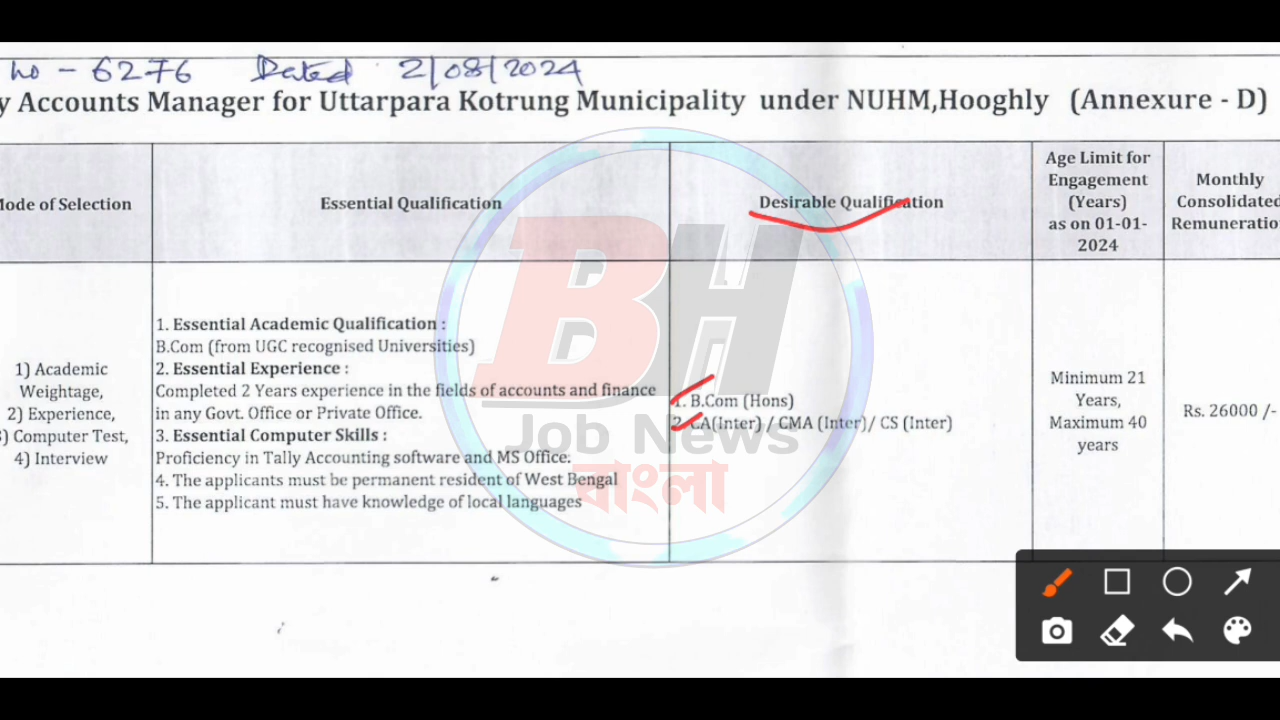 no - 6276 Dated 2/08/2024
y Accounts Manager for Uttarpara Kotrung Municipality under NUHM,Hooghly (Annexure - D)
Mode of Selection
Essential Qualification
Desirable Qualification
Age Limit for
Engagement
(Years)
as on 01-01-
2024
Monthly
Consolidated
Remuneration
1) Academic
Weightage,
2) Experience,
3) Computer Test,
4) Interview
1. Essential Academic Qualification :
B.Com (from UGC recognised Universities)
2. Essential Experience :
Completed 2 Years experience in the fields of accounts and finance
in any Govt. Office or Private Office.
3. Essential Computer Skills :
Proficiency in Tally Accounting software and MS Office.
4. The applicants must be permanent resident of West Bengal
5. The applicant must have knowledge of local languages
1. B.Com (Hons)
2. CA(Inter) / CMA (Inter)/ CS (Inter)
Minimum 21
Years,
Maximum 40
years
Rs. 26000 /-
BH
Job News
বাংলা